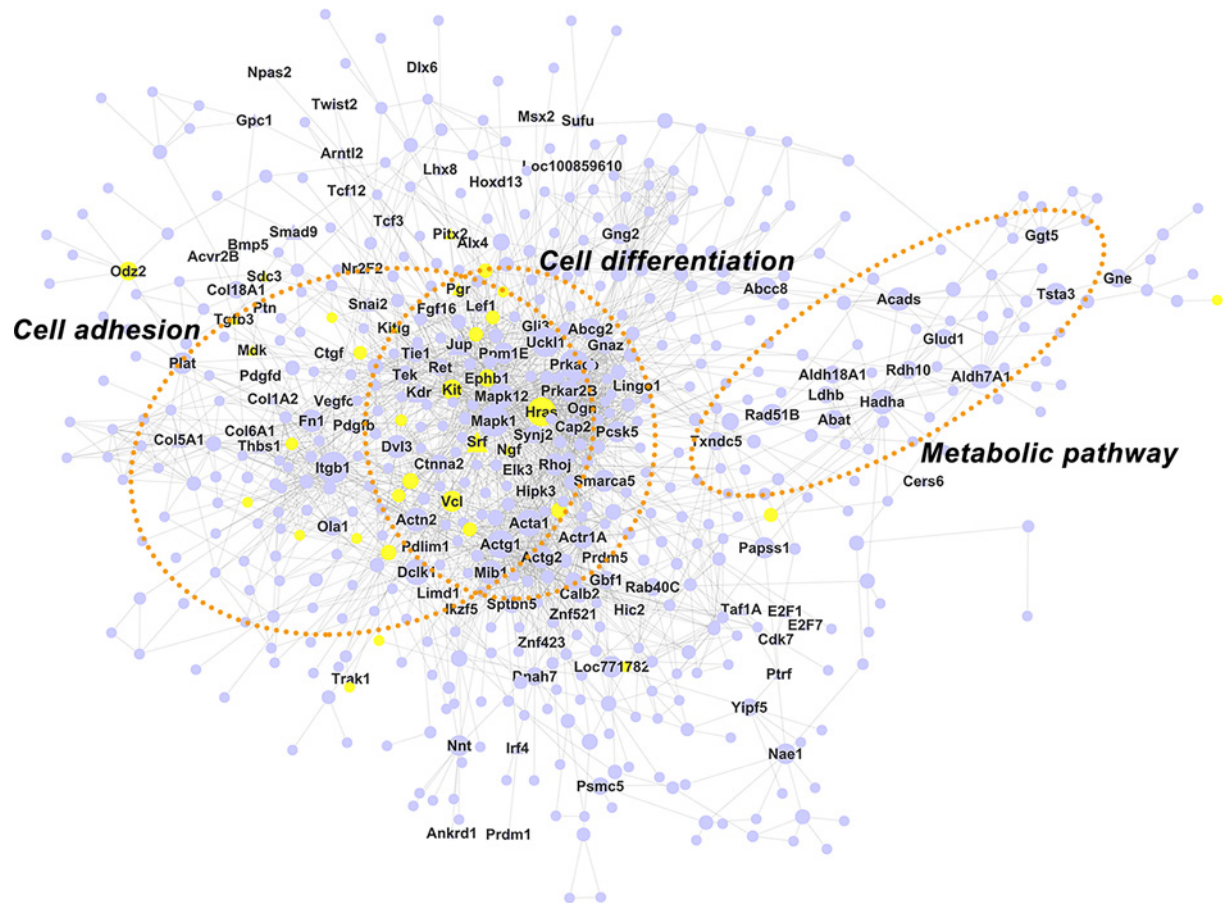 Npas2
Dlx6
Twist2
Gpc1
Msx2
Sufu
Arntl2
Lhx8
Loc100859610
Hoxd13
Tcf12
Tcf3
Pitx2
Alx4
Gng2
Ggt5
Smad9
Bmp5
Acvr2B
Odz2
Sdc3
Nr2F2
Cell differentiation
Gne
Col18A1
Pgr
Abcc8
Acads
Tsta3
Ptn
Snai2
Fgf16
Lef1
Tgfb3
Cell adhesion
Kitlg
Gli3
Abcg2
Uckl1
Gnaz
Glud1
Mdk
Ctgf
Tie1
Jup
Ppm1E
Plat
Ret
Rdh10
Pdgfd
Tek
Ephb1
Aldh18A1
Aldh7A1
Kdr
Kit
Mapk12
Prkar2B
Lingo1
Col1A2
Vegfc
Ldhb
Hadha
Hras
Ogn
Rad51B
Abat
Fn1
Pdgfb
Mapk1
Cap2
Pcsk5
Col6A1
Synj2
Col5A1
Thbs1
Dvl3
Srf
Ngf
Txndc5
Metabolic pathway
Itgb1
Ctnna2
Elk3
Rhoj
Smarca5
Cers6
Hipk3
Vcl
Ola1
Actn2
Acta1
Actr1A
Pdlim1
Actg1
Actg2
Prdm5
Papss1
Dclk1
Mib1
Gbf1
Rab40C
Limd1
Calb2
Ikzf5
Sptbn5
Hic2
Znf521
Taf1A
E2F1
E2F7
Cdk7
Znf423
Loc771782
Trak1
Dnah7
Ptrf
Yipf5
Nnt
Irf4
Nae1
Psmc5
Ankrd1
Prdm1